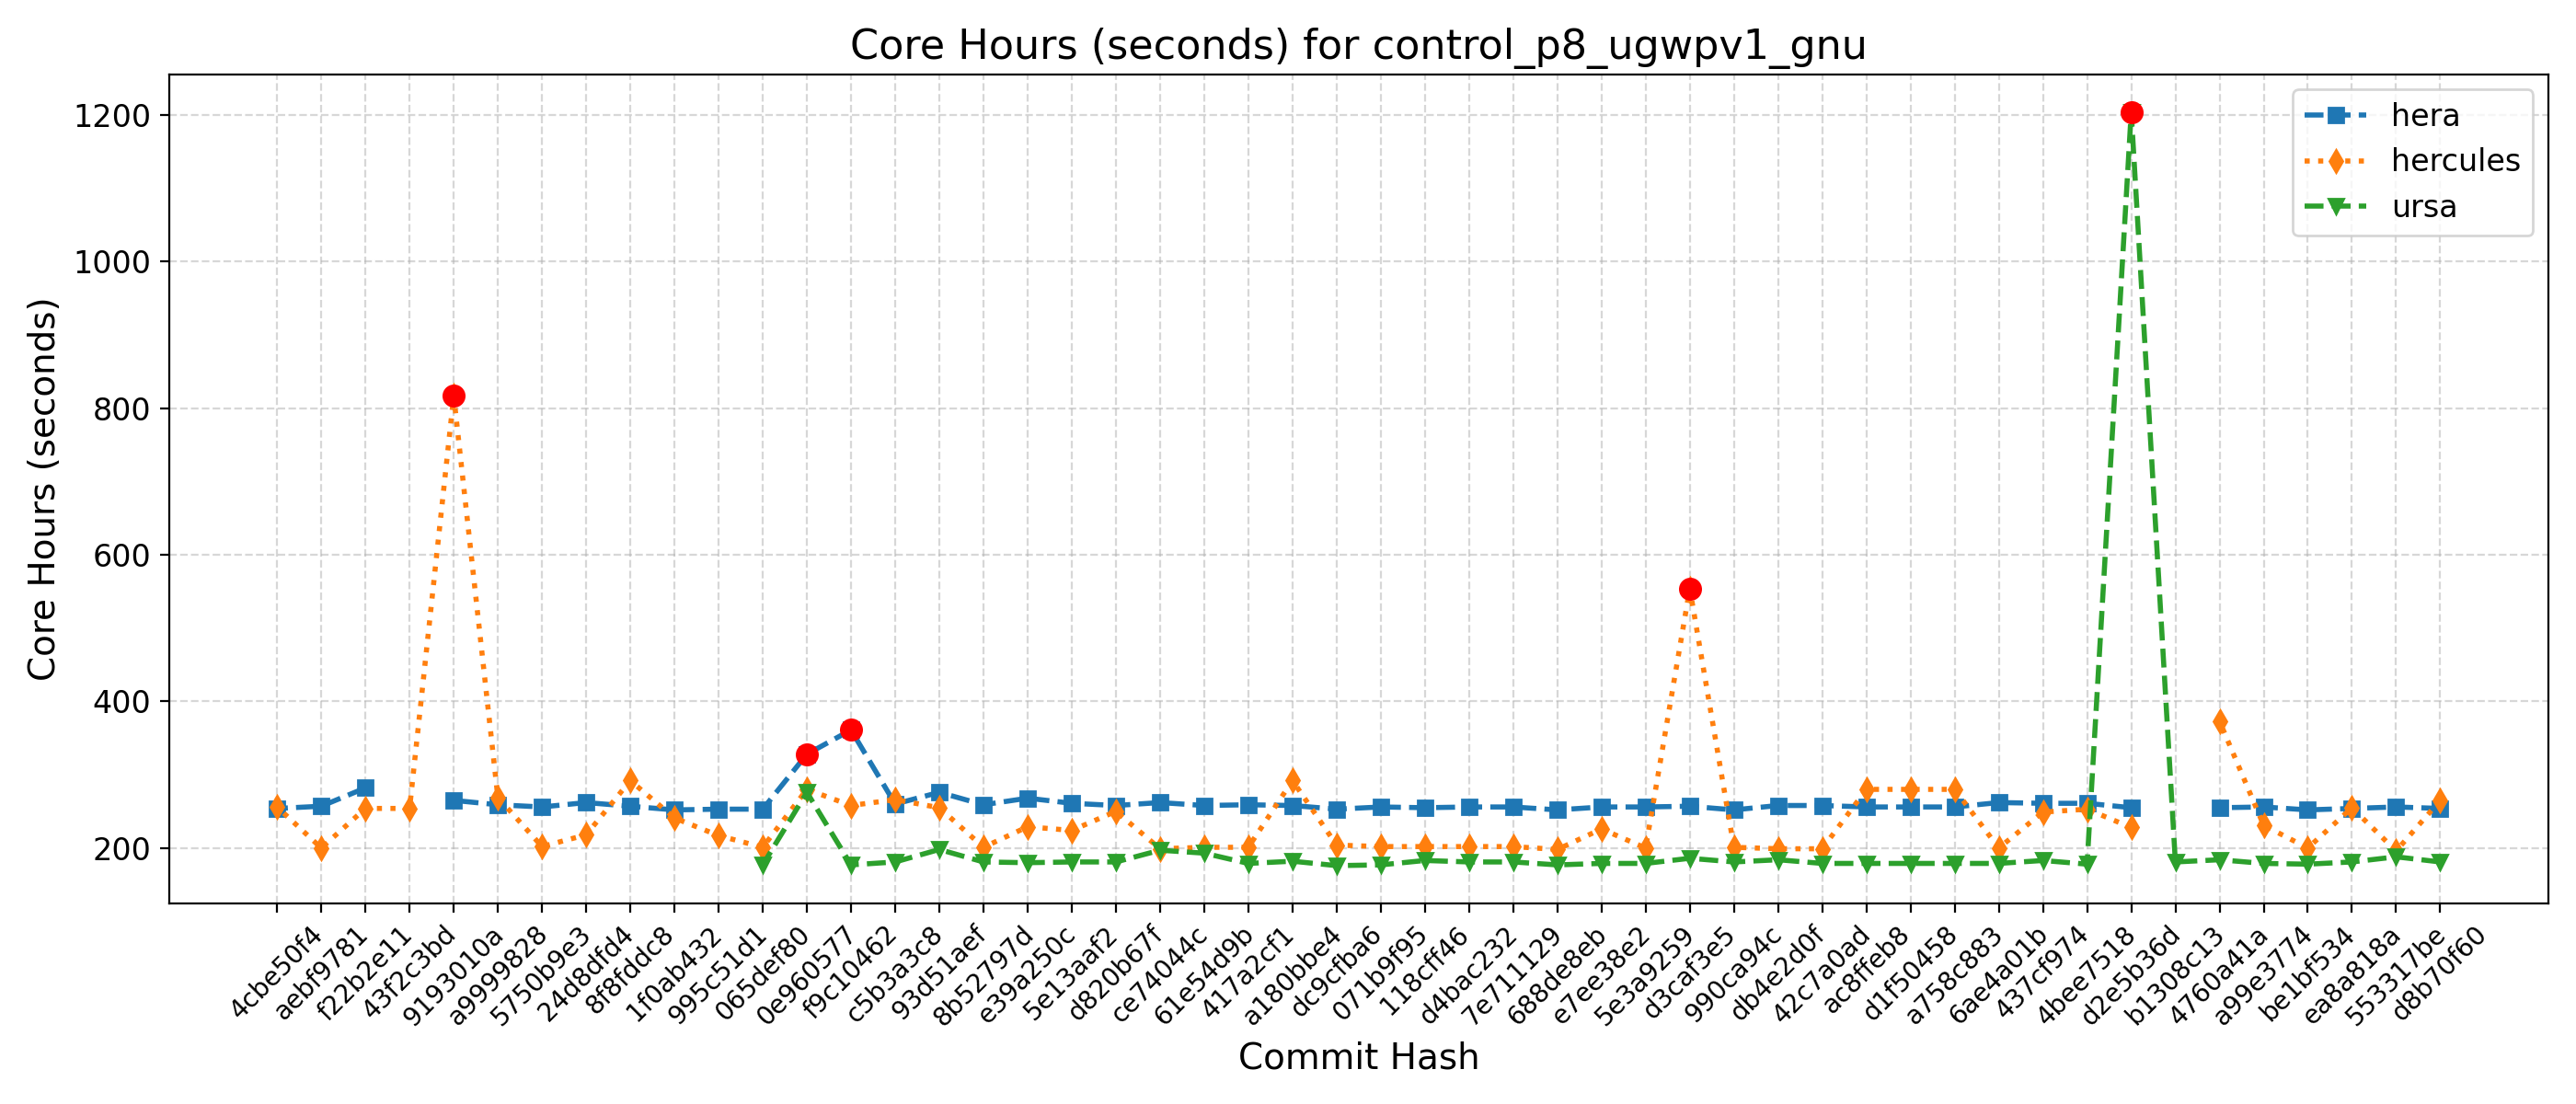 Core Hours (seconds) for control_p8_ugwpv1_gnu
Core Hours (seconds)
1200
1000
800
600
400
200
hera
hercules
ursa
4cbe50f4
aebf9781
f22b2e11
43f2c3bd
9193010a
a9999828
5750b9e3
24d8dfd4
8f8fddc8
1f0ab432
995c51d1
065def80
0e960577
f9c10462
c5b3a3c8
93d51aef
8b52797d
e39a250c
5e13aaf2
d820b67f
ce74044c
61e54d9b
417a2cf1
a180bbe4
dc9cfba6
071b9f95
118cff46
d4bac232
7e711129
688de8eb
e7ee38e2
5e3a9259
d3caf3e5
990ca94c
db4e2d0f
42c7a0ad
ac8ffeb8
d1f50458
a758c883
6ae4a01b
437cf974
4bee7518
d2e5b36d
b1308c13
4760a41a
a99e3774
be1bf534
ea8a818a
553317be
d8b70f60
Commit Hash